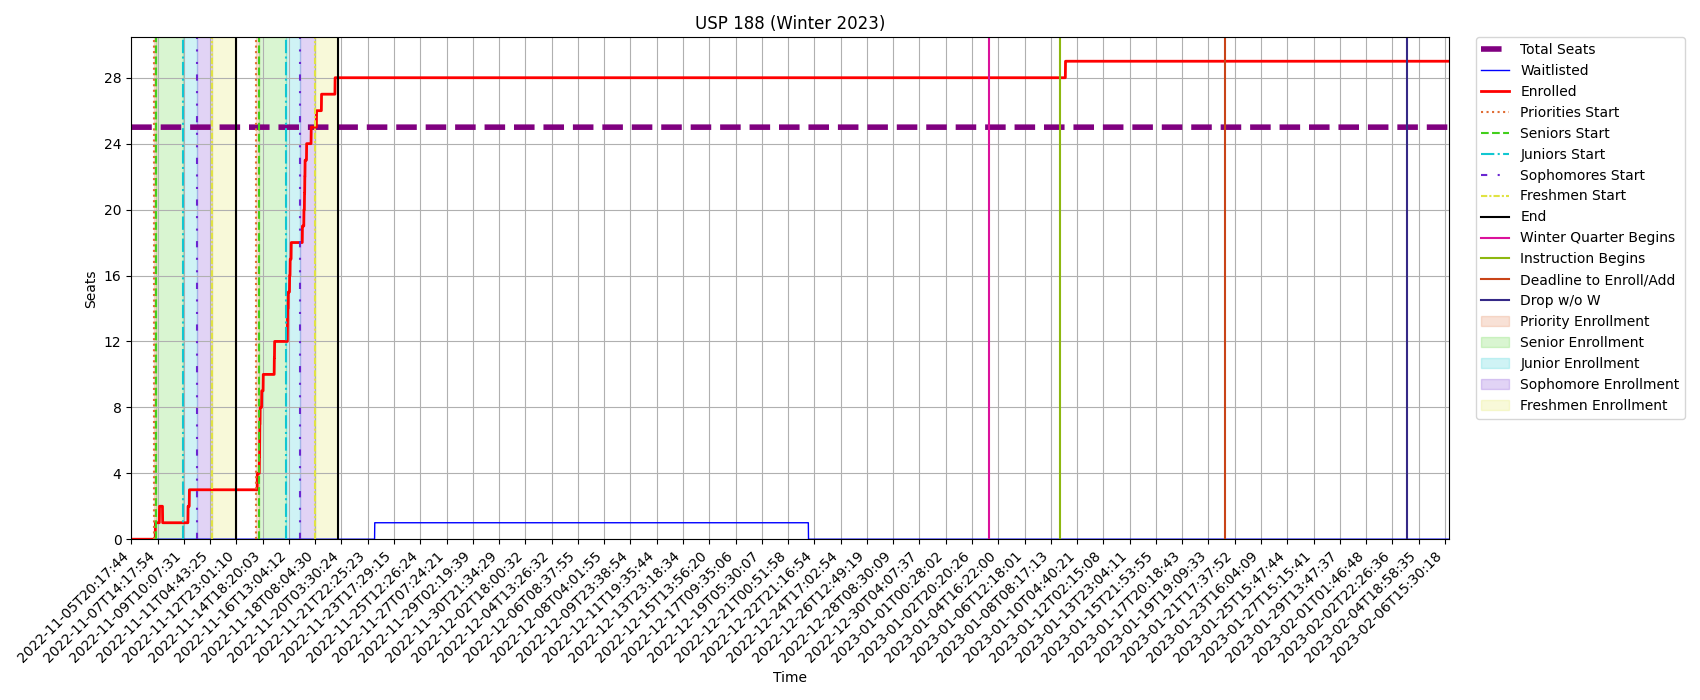 USP 188 (Winter 2023)
Seats
28
24
20
16
12
8
4
0
2022-11-05T20:17:44
2022-11-07T14:17:54
2022-11-09T10:07:31
2022-11-11T04:43:25
2022-11-12T23:01:10
2022-11-14T18:20:03
2022-11-16T13:04:12
2022-11-18T08:04:30
2022-11-20T03:30:24
2022-11-21T22:25:23
2022-11-23T17:29:15
2022-11-25T12:26:24
2022-11-27T07:24:21
2022-11-29T02:19:39
2022-11-30T21:34:29
2022-12-02T18:00:32
2022-12-04T13:26:32
2022-12-06T08:37:55
2022-12-08T04:01:55
2022-12-09T23:38:54
2022-12-11T19:35:44
2022-12-13T13:18:34
2022-12-15T13:56:20
2022-12-17T09:35:06
2022-12-19T05:30:07
2022-12-21T00:51:58
2022-12-22T21:16:54
2022-12-24T17:02:54
2022-12-26T12:49:19
2022-12-28T08:30:09
2022-12-30T04:07:37
2023-01-01T00:28:02
2023-01-02T20:20:26
2023-01-04T16:22:00
2023-01-06T12:18:01
2023-01-08T08:17:13
2023-01-10T04:40:21
2023-01-12T02:15:08
2023-01-13T23:04:11
2023-01-15T21:53:55
2023-01-17T20:18:43
2023-01-19T19:09:33
2023-01-21T17:37:52
2023-01-23T16:04:09
2023-01-25T15:47:44
2023-01-27T15:15:41
2023-01-29T13:47:37
2023-02-01T01:46:48
2023-02-02T22:26:36
2023-02-04T18:58:35
2023-02-06T15:30:18
Time
Total Seats
Waitlisted
Enrolled
Priorities Start
Seniors Start
Juniors Start
Sophomores Start
Freshmen Start
End
Winter Quarter Begins
Instruction Begins
Deadline to Enroll/Add
Drop w/o W
Priority Enrollment
Senior Enrollment
Junior Enrollment
Sophomore Enrollment
Freshmen Enrollment